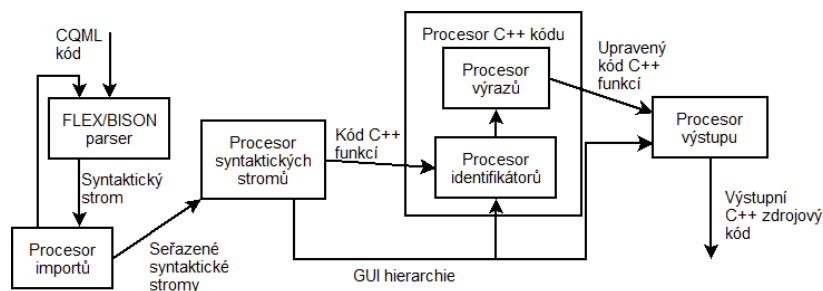 CQML
kód
FLEX/BISON
parser
Syntaktický
strom
Procesor
importů
Seřazené
syntaktické
stromy
Procesor
syntaktických
stromů
Kód C++
funkcí
GUI hierarchie
Procesor C++ kódu
Procesor
výrazů
Procesor
identifikátorů
Upravený
kód C++
funkcí
Procesor
výstupu
Výstupní
C++ zdrojový
kód